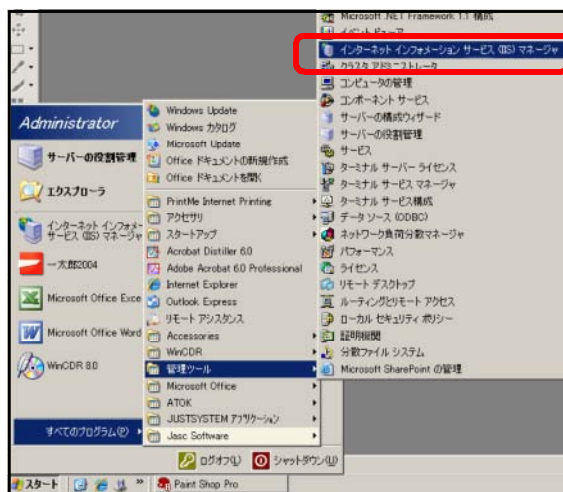 Administrator
サーバーの役割管理
エクスプローラ
インターネット インフォメー
サービス (IIS) マネージャ
一太郎2004
Microsoft Office Exce
Microsoft Office Word
WinCDR 8.0
すべてのプログラム(P)
Windows Update
Windows カタログ
Microsoft Update
Office ドキュメントの新規作成
Office ドキュメントを開く
PrintMe Internet Printing
アクセサリ
スタートアップ
Acrobat Distiller 6.0
Adobe Acrobat 6.0 Professional
Internet Explorer
Outlook Express
リモート アシスタンス
Accessories
WinCDR
管理ツール
Microsoft Office
ATOK
JUSTSYSTEM アプリケーション
Jasc Software
Microsoft .NET Framework 1.1 構成
イベント ビューア
インターネット インフォメーション サービス (IIS) マネージャ
クラスタ アドミニストレータ
コンピュータの管理
コンポーネント サービス
サーバーの構成ウィザード
サーバーの役割管理
サービス
ターミナル サーバー ライセンス
ターミナル サービス マネージャ
ターミナル サービス構成
データ ソース (ODBC)
ネットワーク負荷分散マネージャ
パフォーマンス
ライセンス
リモート デスクトップ
ルーティングとリモート アクセス
ローカル セキュリティ ポリシー
証明機関
分散ファイル システム
Microsoft SharePoint の管理
ログオフ(L)
シャットダウン(U)
スタート
Paint Shop Pro